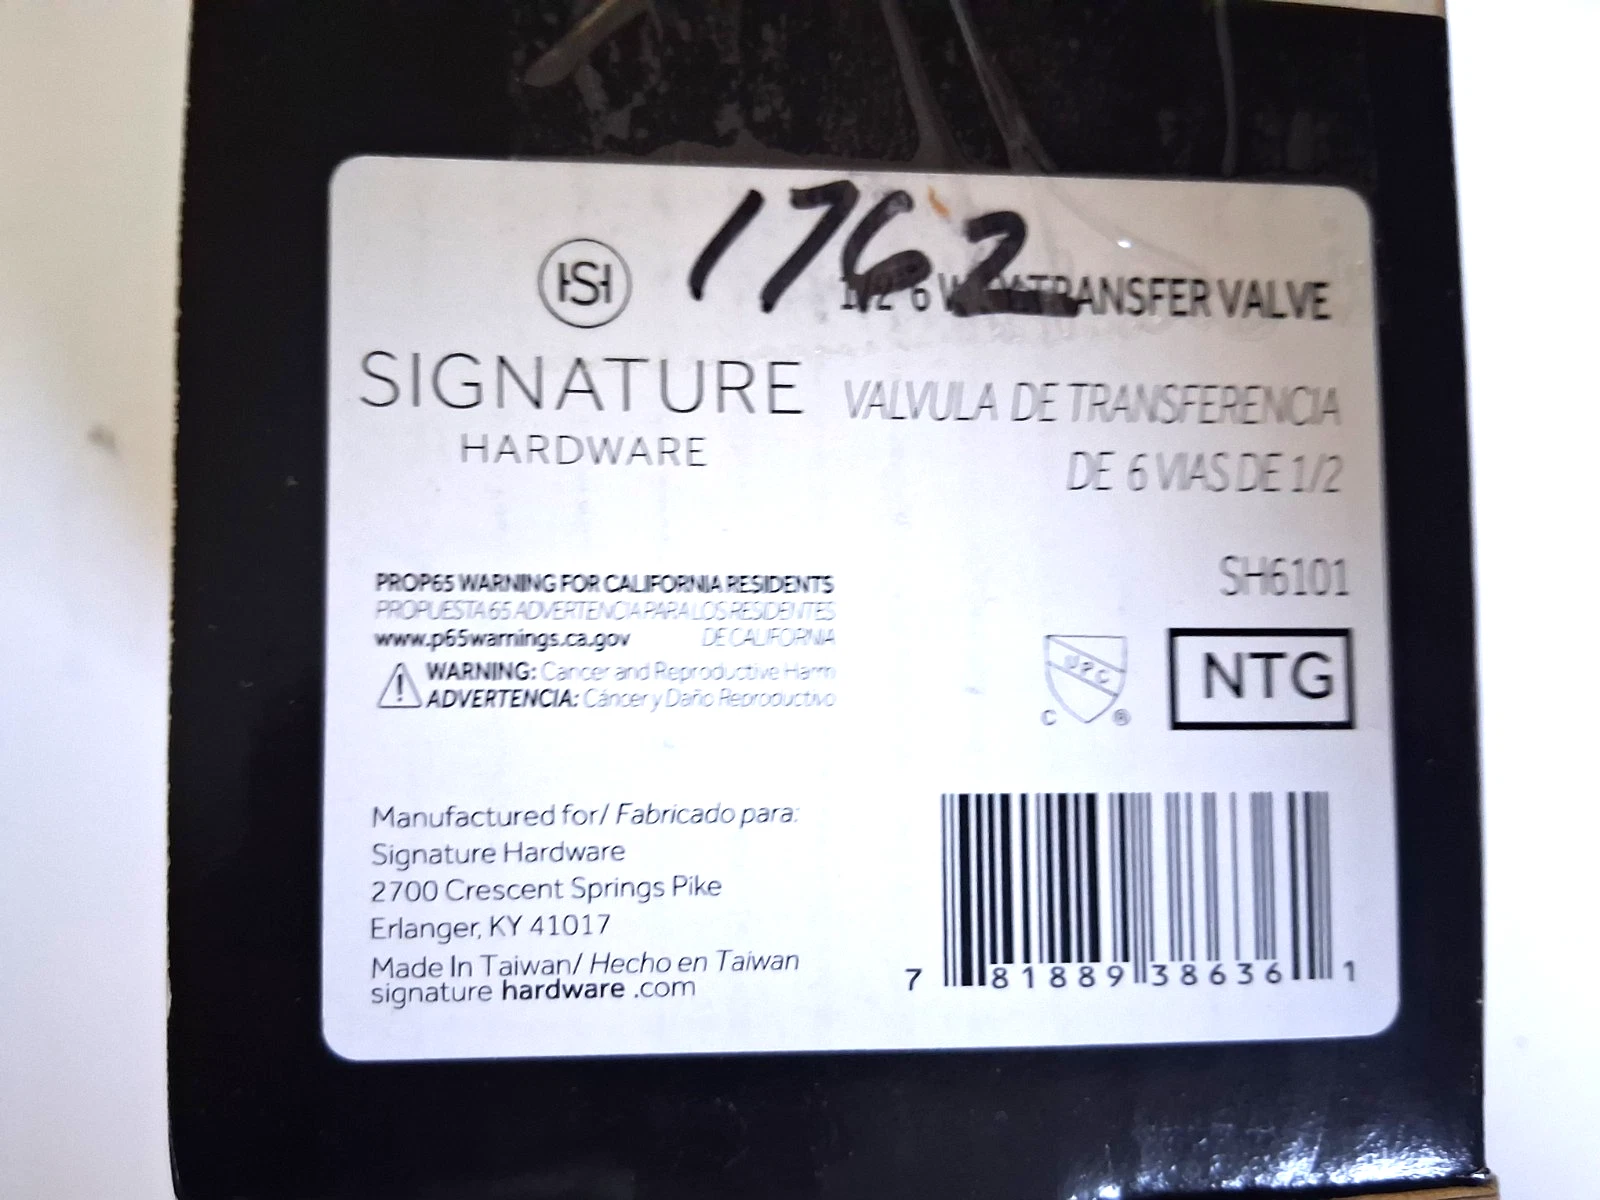 1762
HSH
1/2 6 WAY TRANSFER VALVE
SIGNATURE
HARDWARE
VALVULA DE TRANSFERENCIA
DE 6 VIAS DE 1/2
SH6101
PROP65 WARNING FOR CALIFORNIA RESIDENTS
PROPUESTA 65 ADVERTENCIA PARA LOS RESIDENTES
DE CALIFORNIA
www.p65warnings.ca.gov
WARNING: Cancer and Reproductive Harm
ADVERTENCIA: Cáncer y Daño Reproductivo
UPC
C ®
NTG
Manufactured for/ Fabricado para:
Signature Hardware
2700 Crescent Springs Pike
Erlanger, KY 41017
Made In Taiwan/ Hecho en Taiwan
signature hardware .com
7 81889 38636 1